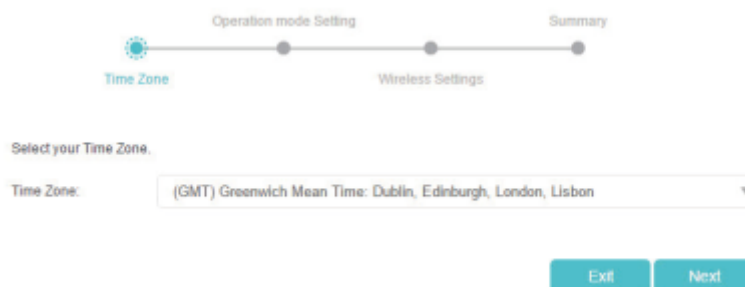 Operation mode Setting
Summary
Time Zone
Wireless Settings
Select your Time Zone.
Time Zone:
(GMT) Greenwich Mean Time: Dublin, Edinburgh, London, Lisbon
Exit
Next